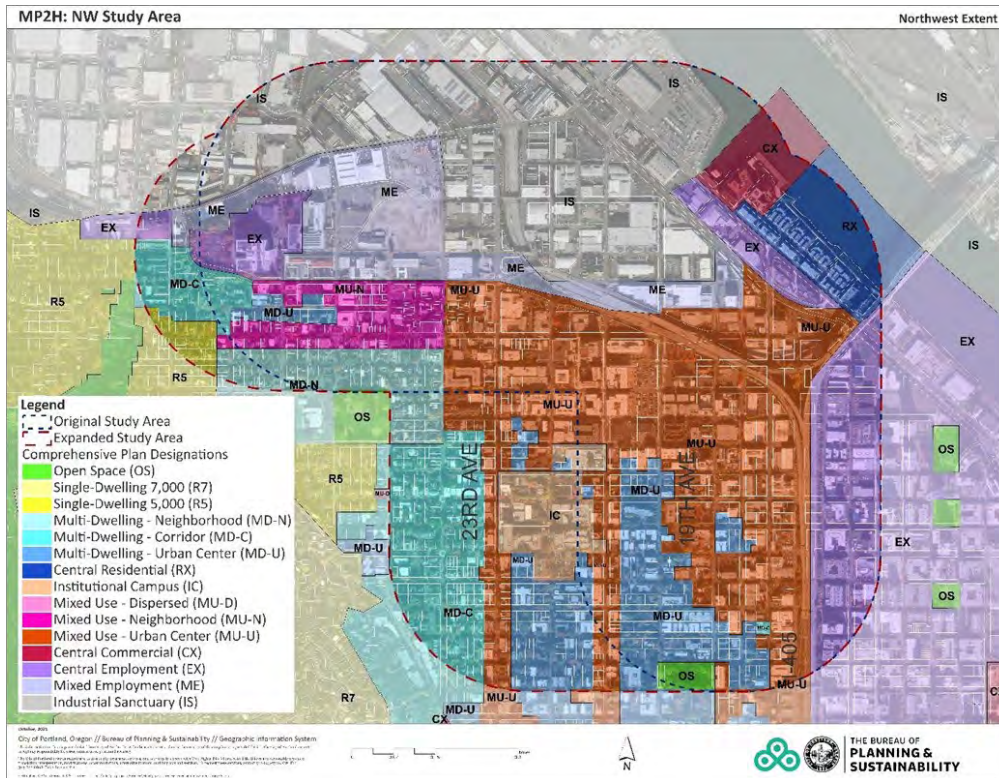 MP2H: NW Study Area
Northwest Extent
IS
IS
CX
ME
IS
IS
ME
IS
EX
ME
EX
EX
RX
IS
MD-C
MU-N
MU-U
ME
ME
R5
MD-U
MU-U
EX
R5
MD-N
OS
MU-U
MU-U
OS
R5
MU-D
23RD AVE
19TH AVE
MD-U
IC
MD-U
MD-U
EX
MD-C
MD-U
OS
I-405
OS
R7
MU-U
MU-U
MD-U
CX
Legend
Original Study Area
Expanded Study Area
Comprehensive Plan Designations
Open Space (OS)
Single-Dwelling 7,000 (R7)
Single-Dwelling 5,000 (R5)
Multi-Dwelling - Neighborhood (MD-N)
Multi-Dwelling - Corridor (MD-C)
Multi-Dwelling - Urban Center (MD-U)
Central Residential (RX)
Institutional Campus (IC)
Mixed Use - Dispersed (MU-D)
Mixed Use - Neighborhood (MU-N)
Mixed Use - Urban Center (MU-U)
Central Commercial (CX)
Central Employment (EX)
Mixed Employment (ME)
Industrial Sanctuary (IS)
City of Portland, Oregon // Bureau of Planning & Sustainability // Geographic Information System
N
THE BUREAU OF
PLANNING &
SUSTAINABILITY